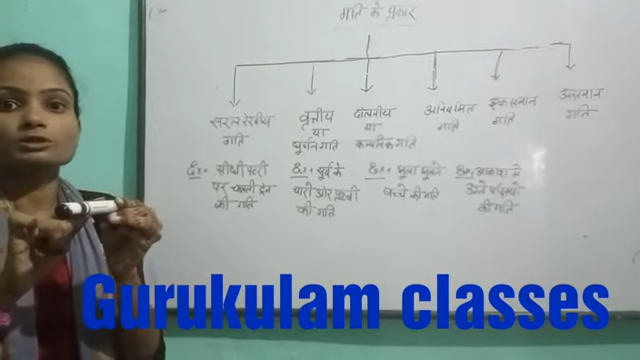 गति के प्रकार
सरल रेखीय
गति
वृत्तीय
या
घूर्णन गति
दोलनीय
या
कम्पनिक गति
अनियमित
गति
इकसमान
गति
असमान
गति
Ex- सीधी पटरी
पर चलती ट्रेन
की गति
Ex- सूर्य के
चारो ओर पृथ्वी
की गति
Ex- झूला झूलते
बच्चे की गति
Ex- आकाश मे
उड़ते पक्षियों
की गति
Gurukulam classes